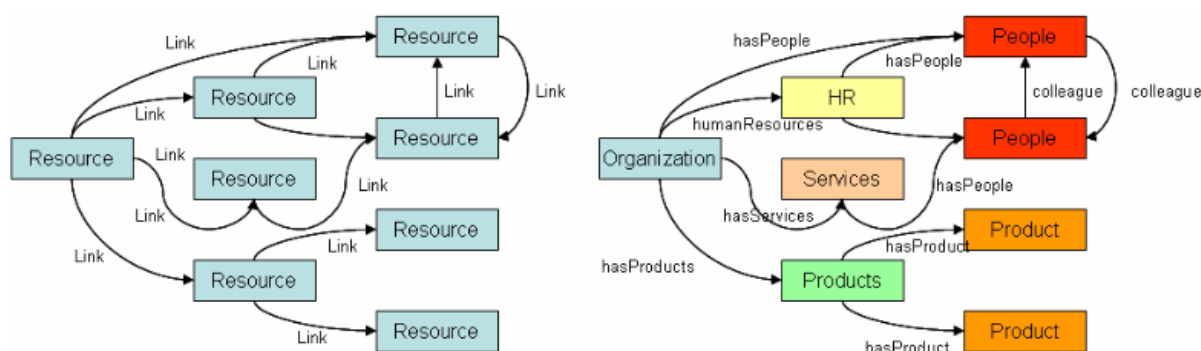 Link
Resource
Link
Link
Resource
Link
Link
Resource
Link
Resource
Resource
Link
Link
Link
Resource
Link
Resource
Link
Resource
hasPeople
People
hasPeople
HR
colleague
colleague
humanResources
People
Organization
Services
hasPeople
hasServices
Product
hasProduct
hasProducts
Products
Product
hasProduct